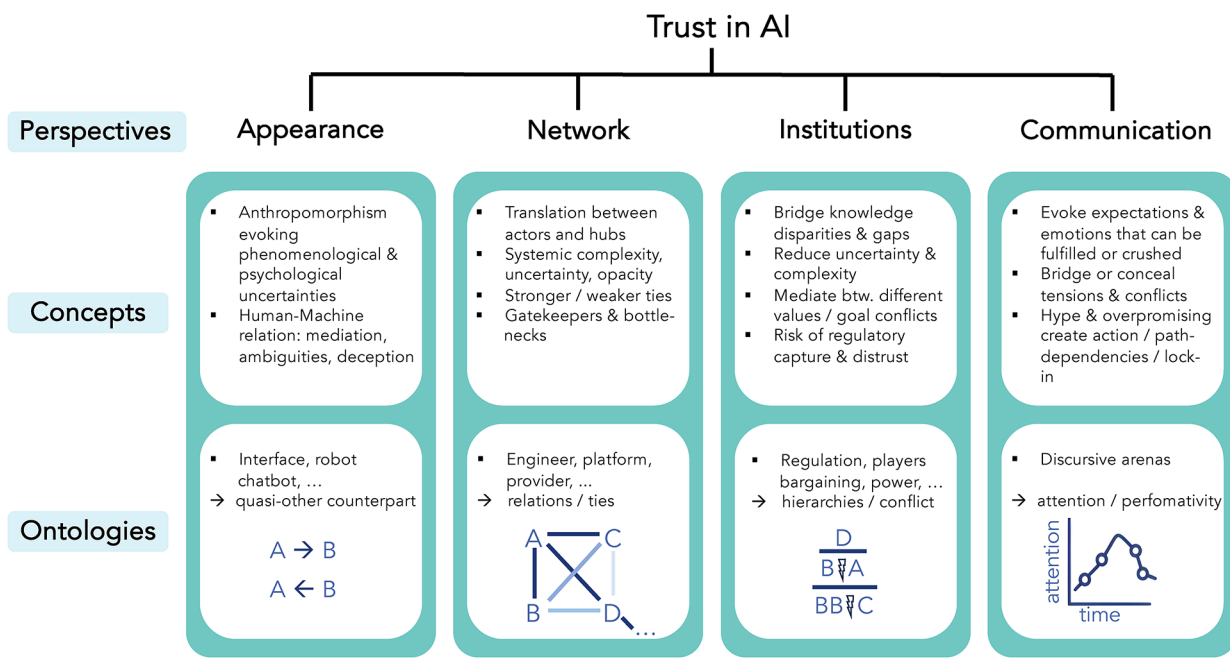 Trust in AI
Perspectives
Appearance
Network
Institutions
Communication
Concepts
▪ Anthropomorphism
evoking
phenomenological &
psychological
uncertainties
▪ Human-Machine
relation: mediation,
ambiguities, deception
▪ Translation between
actors and hubs
▪ Systemic complexity,
uncertainty, opacity
▪ Stronger / weaker ties
▪ Gatekeepers & bottle-
necks
▪ Bridge knowledge
disparities & gaps
▪ Reduce uncertainty &
complexity
▪ Mediate btw. different
values / goal conflicts
▪ Risk of regulatory
capture & distrust
▪ Evoke expectations &
emotions that can be
fulfilled or crushed
▪ Bridge or conceal
tensions & conflicts
▪ Hype & overpromising
create action / path-
dependencies / lock-
in
Ontologies
▪ Interface, robot
chatbot, ...
→ quasi-other counterpart
A → B
A ← B
▪ Engineer, platform,
provider, ...
→ relations / ties
A C
B D
...
▪ Regulation, players
bargaining, power, ...
→ hierarchies / conflict
D
B A
BB C
▪ Discursive arenas
→ attention / perfomativity
attention
time